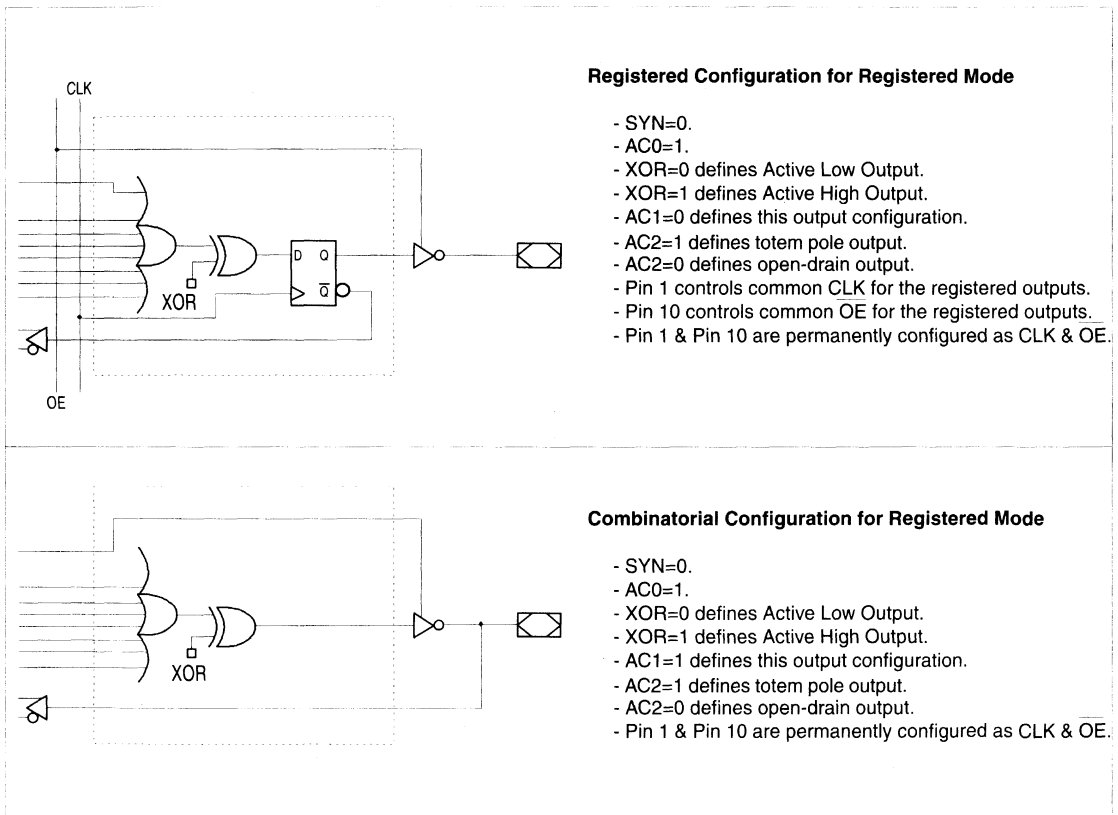 CLK
Registered Configuration for Registered Mode
- SYN=0.
- AC0=1.
- XOR=0 defines Active Low Output.
- XOR=1 defines Active High Output.
- AC1=0 defines this output configuration.
- AC2=1 defines totem pole output.
- AC2=0 defines open-drain output.
- Pin 1 controls common CLK for the registered outputs.
- Pin 10 controls common O̅E̅ for the registered outputs.
- Pin 1 & Pin 10 are permanently configured as CLK & O̅E̅.
D Q
XOR
Q̅
OE
Combinatorial Configuration for Registered Mode
- SYN=0.
- AC0=1.
- XOR=0 defines Active Low Output.
- XOR=1 defines Active High Output.
- AC1=1 defines this output configuration.
- AC2=1 defines totem pole output.
- AC2=0 defines open-drain output.
- Pin 1 & Pin 10 are permanently configured as CLK & O̅E̅.
XOR